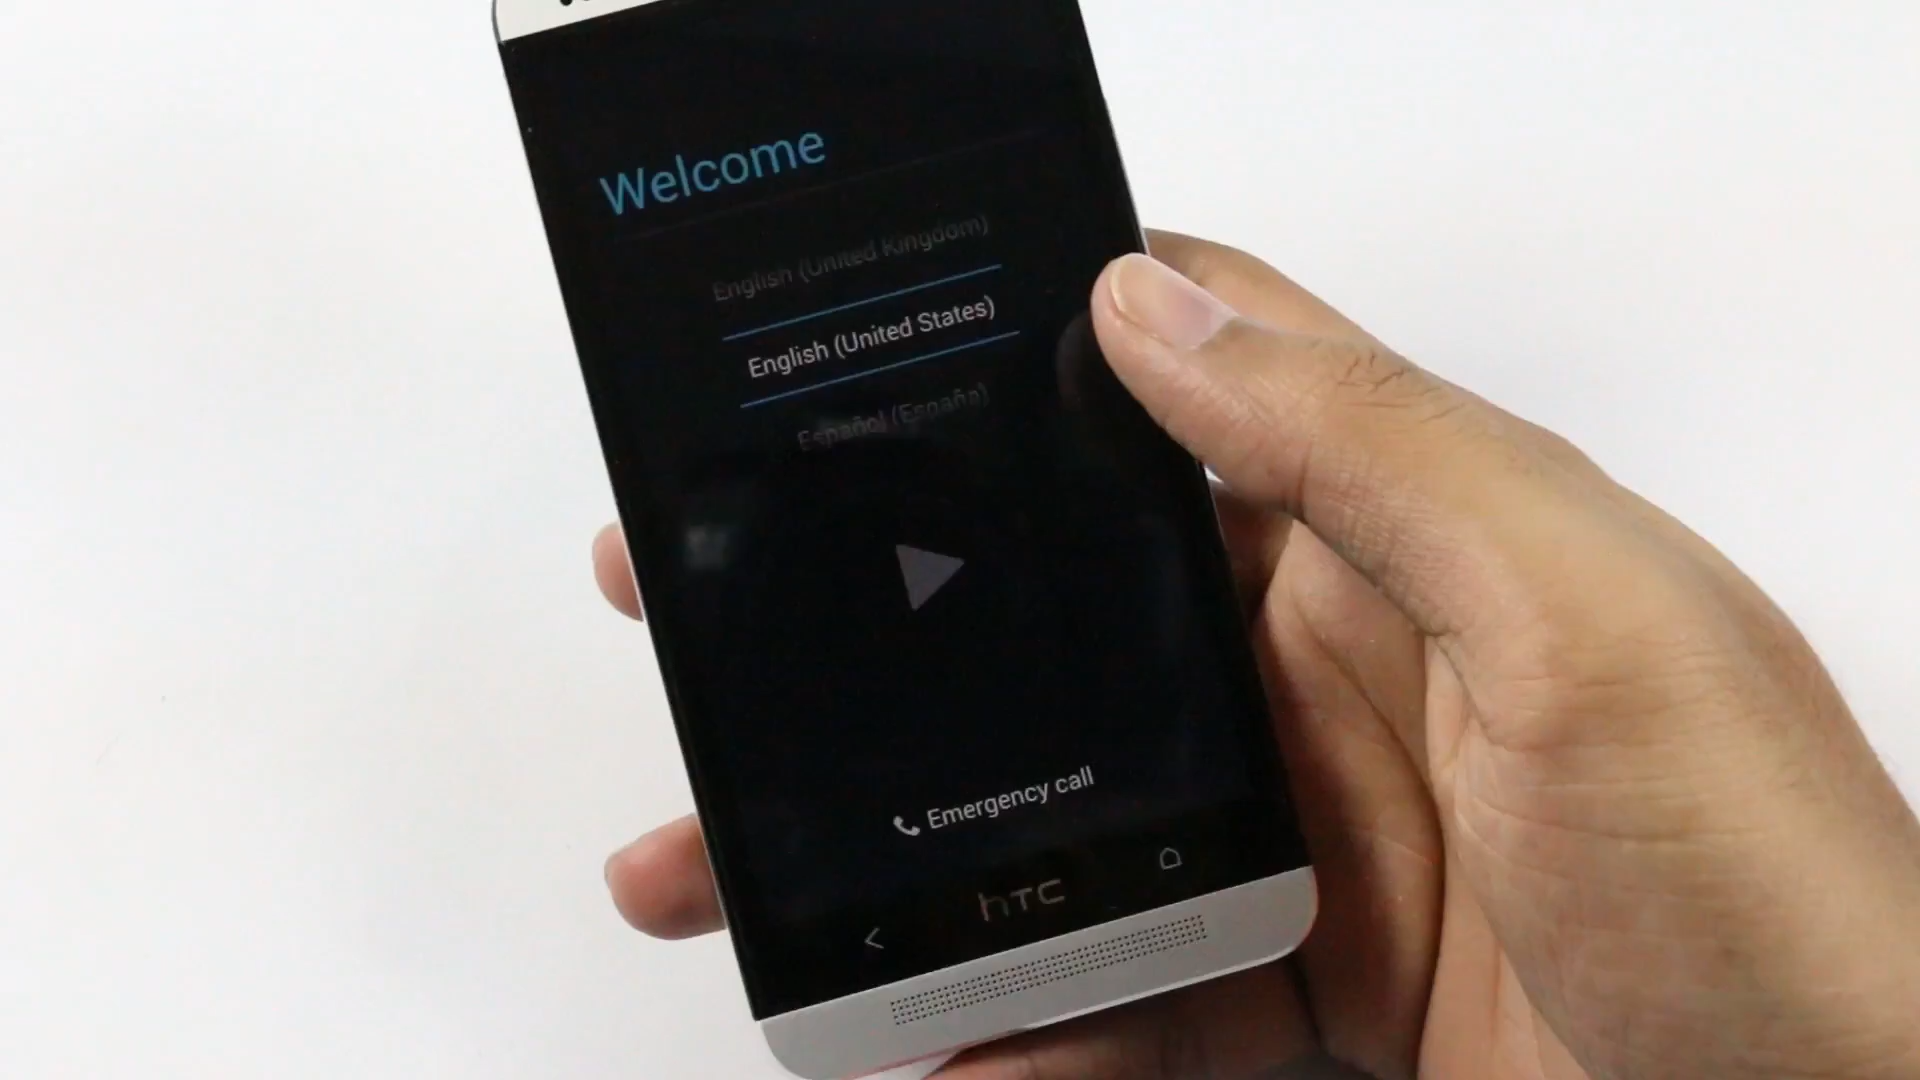 Welcome
English (United Kingdom)
English (United States)
Español (España)
Emergency call
hTC